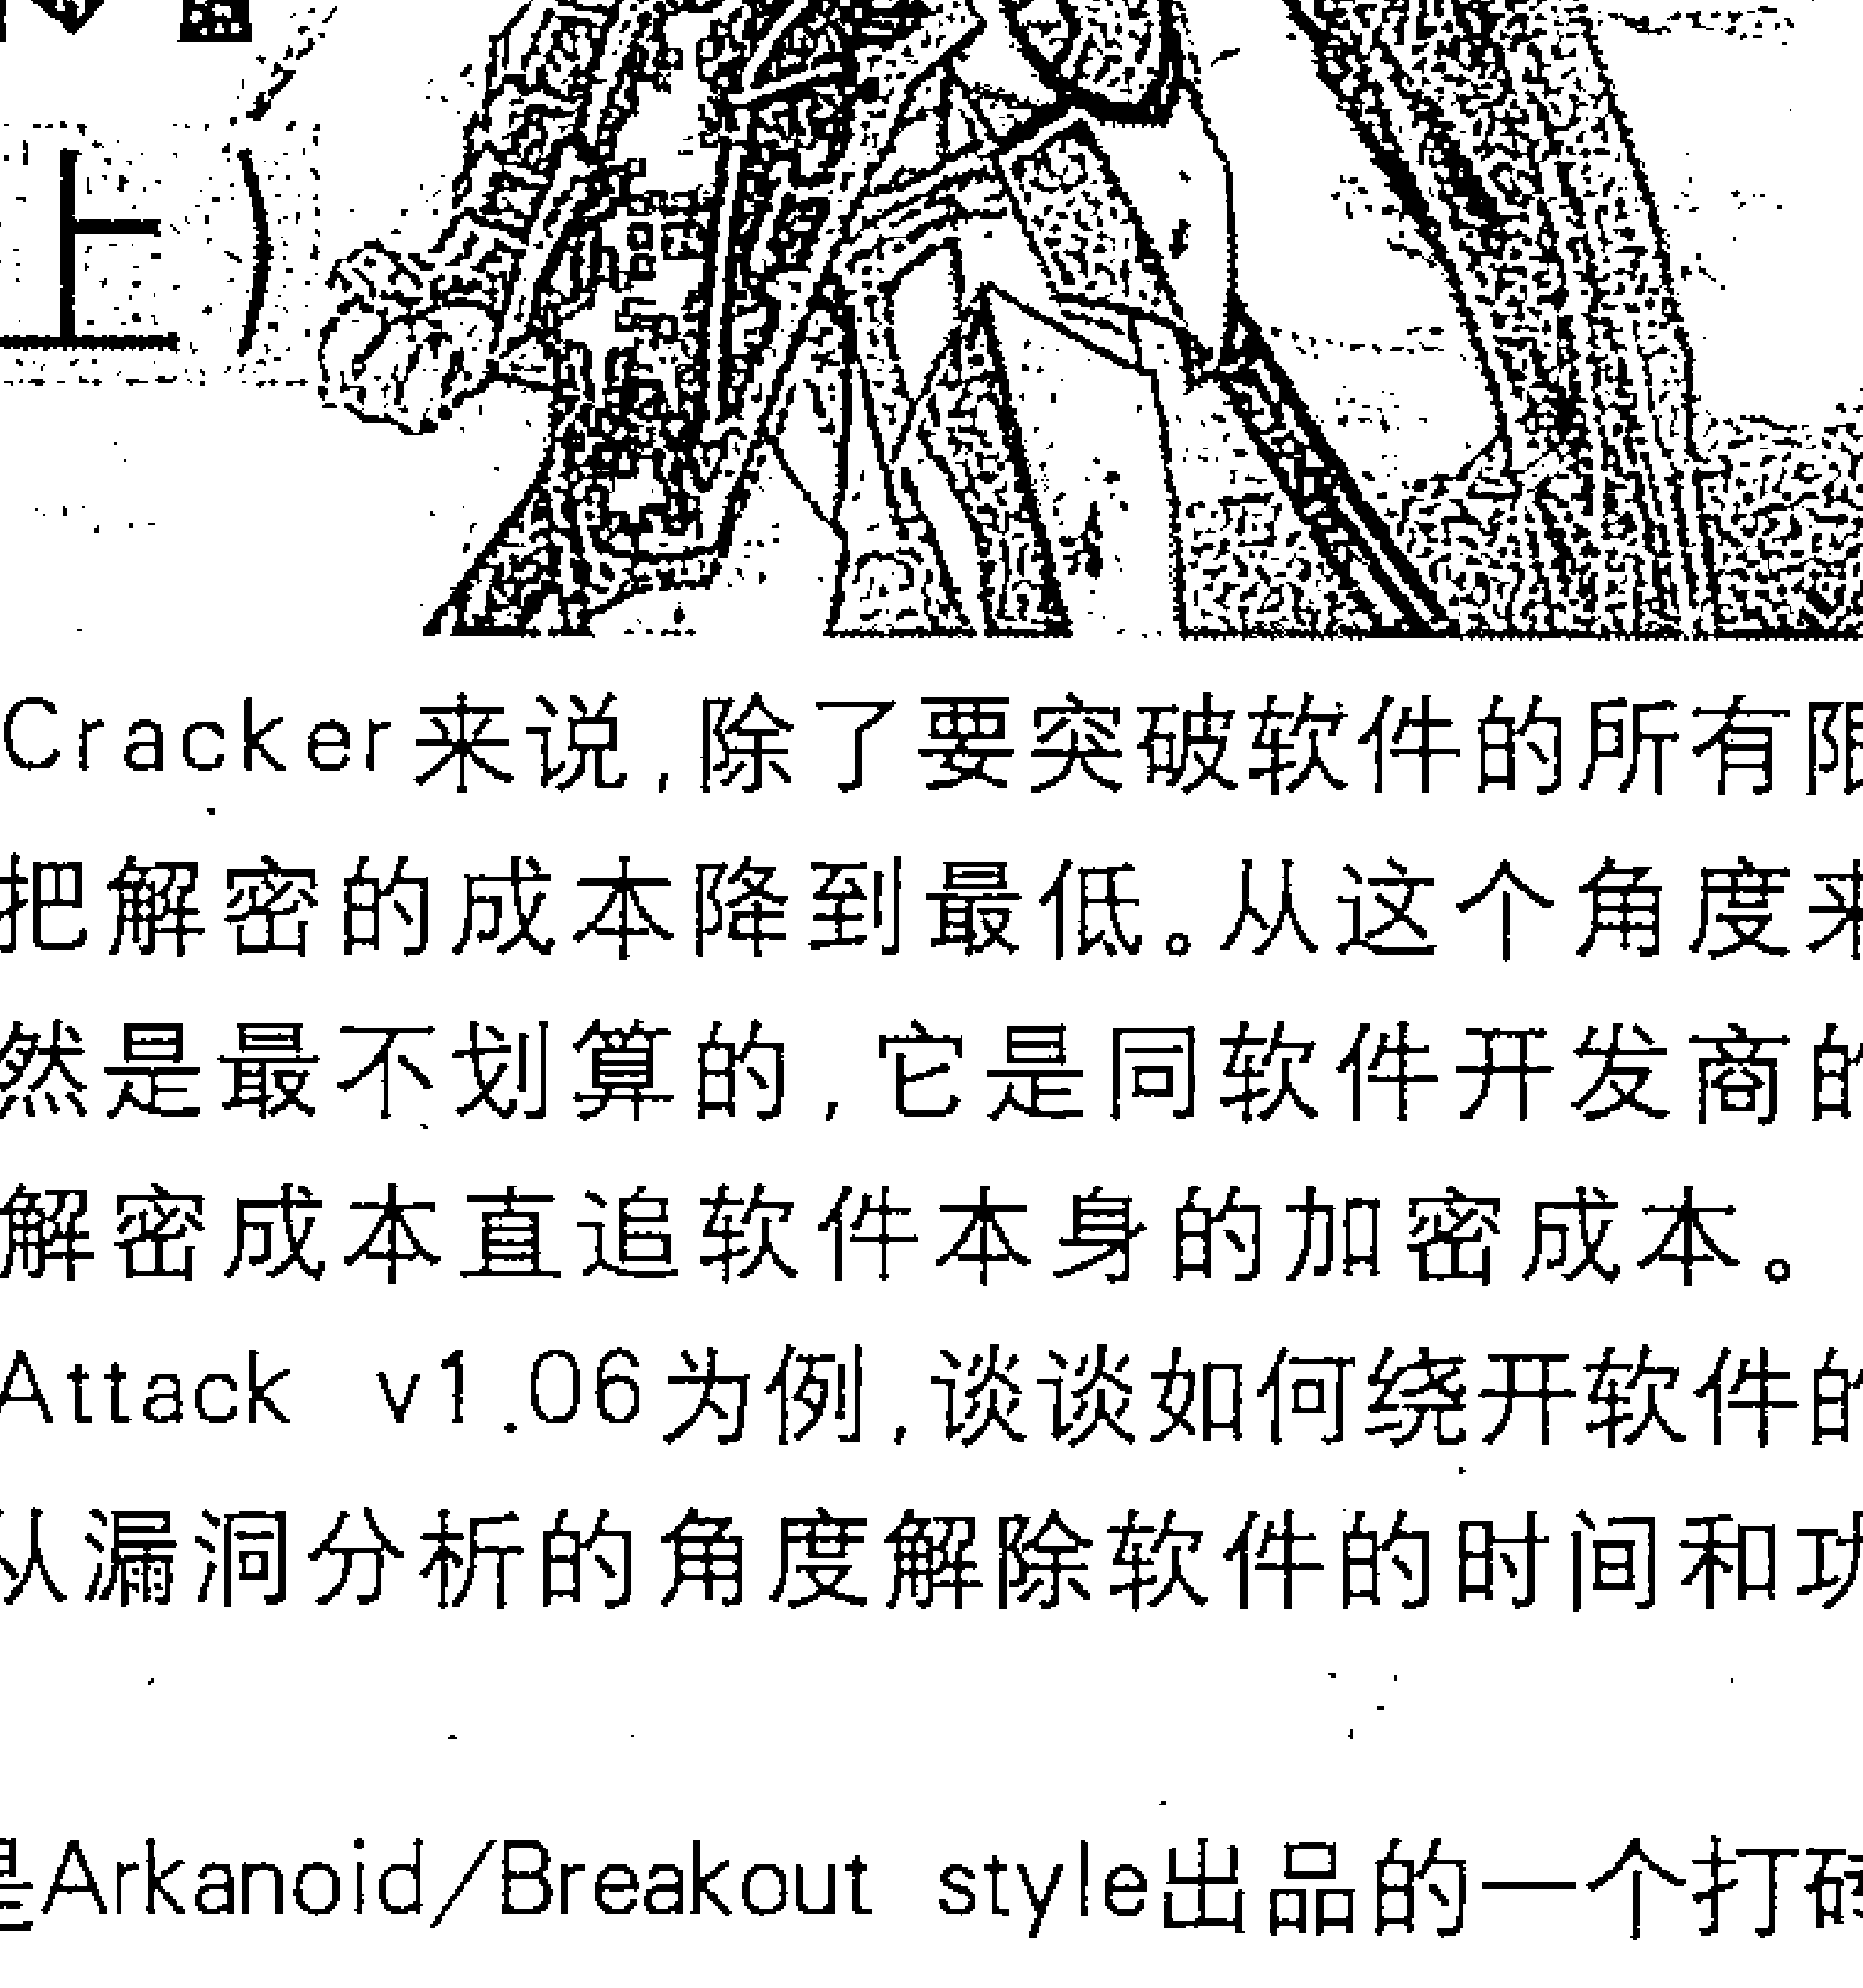 上)
Cracker来说,除了要突破软件的所有限
把解密的成本降到最低。从这个角度来
然是最不划算的,它是同软件开发商的
解密成本直追软件本身的加密成本。
Attack v1.06为例,谈谈如何绕开软件的
从漏洞分析的角度解除软件的时间和功
是Arkanoid/Breakout style出品的一个打砖